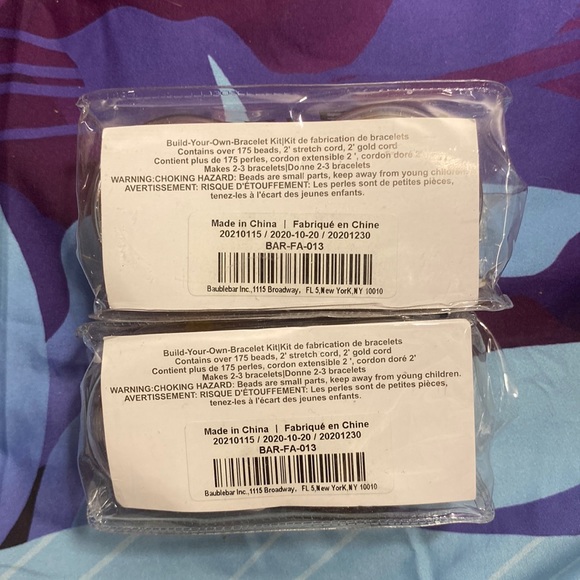 Build-Your-Own-Bracelet Kit|Kit de fabrication de bracelets
Contains over 175 beads, 2' stretch cord, 2' gold cord
Contient plus de 175 perles, cordon extensible 2 ', cordon doré 2'
Makes 2-3 bracelets|Donne 2-3 bracelets
WARNING:CHOKING HAZARD: Beads are small parts, keep away from young children.
AVERTISSEMENT: RISQUE D'ÉTOUFFEMENT: Les perles sont de petites pièces,
tenez-les à l'écart des jeunes enfants.
Made in China | Fabriqué en Chine
20210115 / 2020-10-20 / 20201230
BAR-FA-013
Baublebar Inc.,1115 Broadway, FL 5,New YorK,NY 10010
Build-Your-Own-Bracelet Kit|Kit de fabrication de bracelets
Contains over 175 beads, 2' stretch cord, 2' gold cord
Contient plus de 175 perles, cordon extensible 2 ', cordon doré 2'
Makes 2-3 bracelets|Donne 2-3 bracelets
WARNING:CHOKING HAZARD: Beads are small parts, keep away from young children.
AVERTISSEMENT: RISQUE D'ÉTOUFFEMENT: Les perles sont de petites pièces,
tenez-les à l'écart des jeunes enfants.
Made in China | Fabriqué en Chine
20210115 / 2020-10-20 / 20201230
BAR-FA-013
Baublebar Inc.,1115 Broadway, FL 5,New YorK,NY 10010